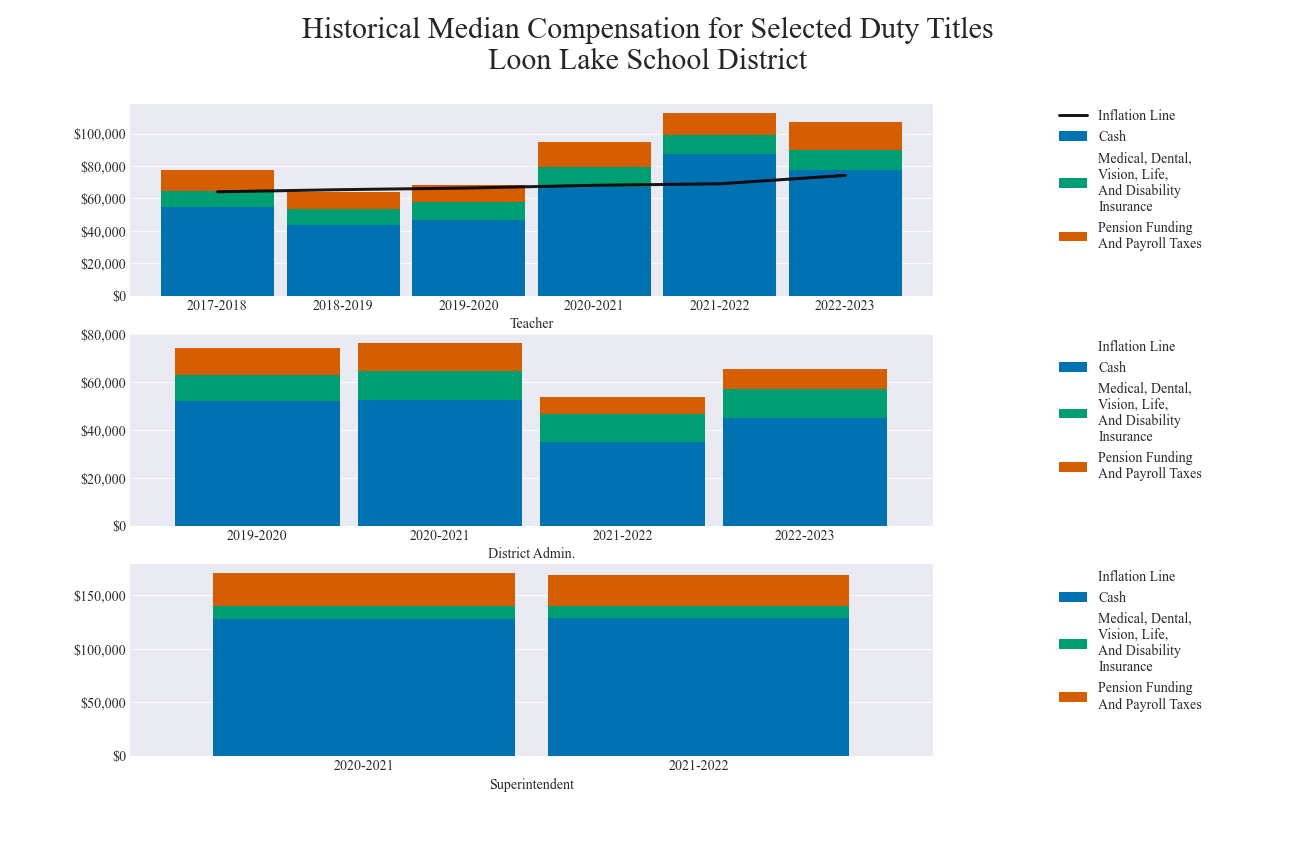 Historical Median Compensation for Selected Duty Titles
Loon Lake School District
$100,000
$80,000
$60,000
$40,000
$20,000
$0
2017-2018 2018-2019 2019-2020 2020-2021 2021-2022 2022-2023
Teacher
Inflation Line
Cash
Medical, Dental,
Vision, Life,
And Disability
Insurance
Pension Funding
And Payroll Taxes
$80,000
$60,000
$40,000
$20,000
$0
2019-2020 2020-2021 2021-2022 2022-2023
District Admin.
Inflation Line
Cash
Medical, Dental,
Vision, Life,
And Disability
Insurance
Pension Funding
And Payroll Taxes
$150,000
$100,000
$50,000
$0
2020-2021 2021-2022
Superintendent
Inflation Line
Cash
Medical, Dental,
Vision, Life,
And Disability
Insurance
Pension Funding
And Payroll Taxes